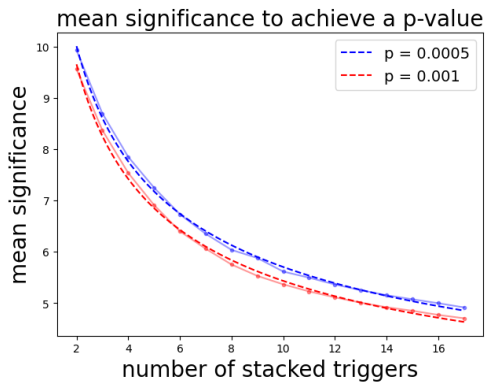 mean significance to achieve a p-value
10
9
8
7
6
5
mean significance
p = 0.0005
p = 0.001
2 4 6 8 10 12 14 16
number of stacked triggers